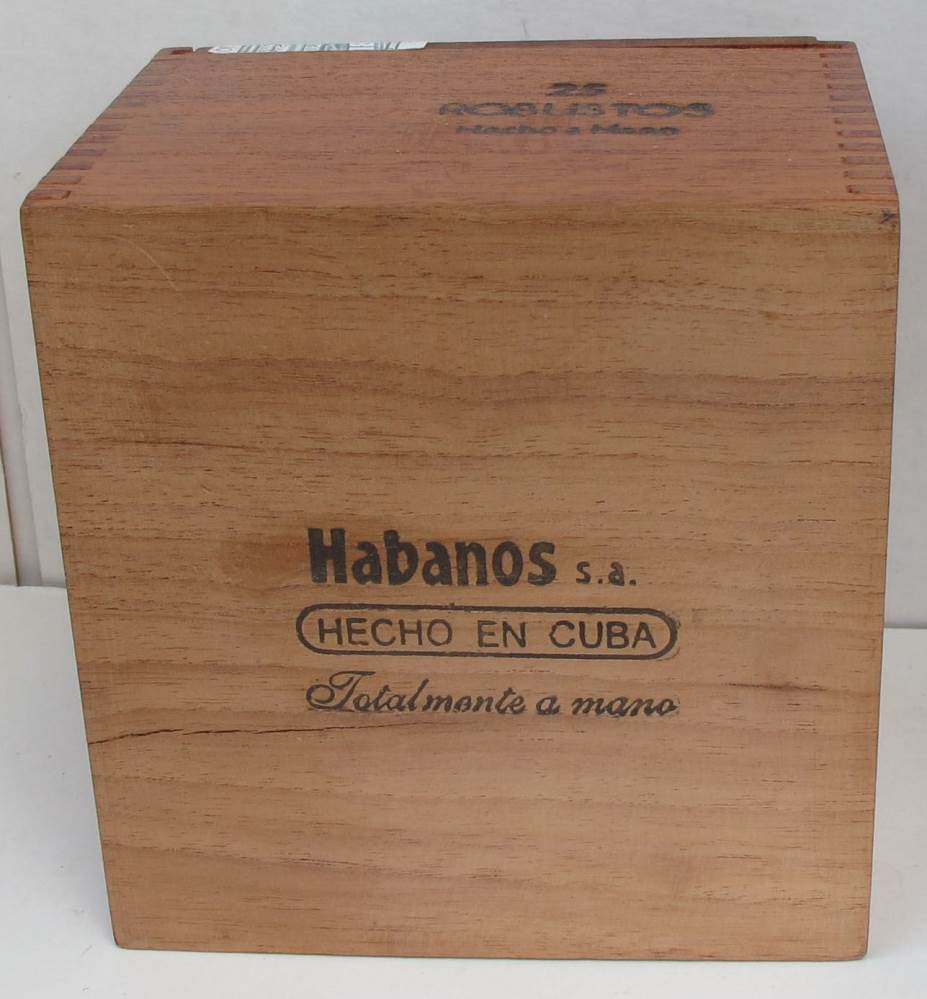 25
ROBUSTOS
Hecho a Mano
Habanos s.a.
HECHO EN CUBA
Totalmente a mano